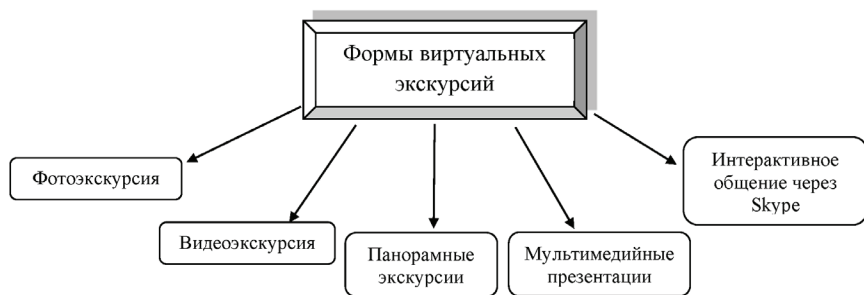 Формы виртуальных
экскурсий
Фотоэкскурсия
Видеоэкскурсия
Панорамные
экскурсии
Мультимедийные
презентации
Интерактивное
общение через
Skype